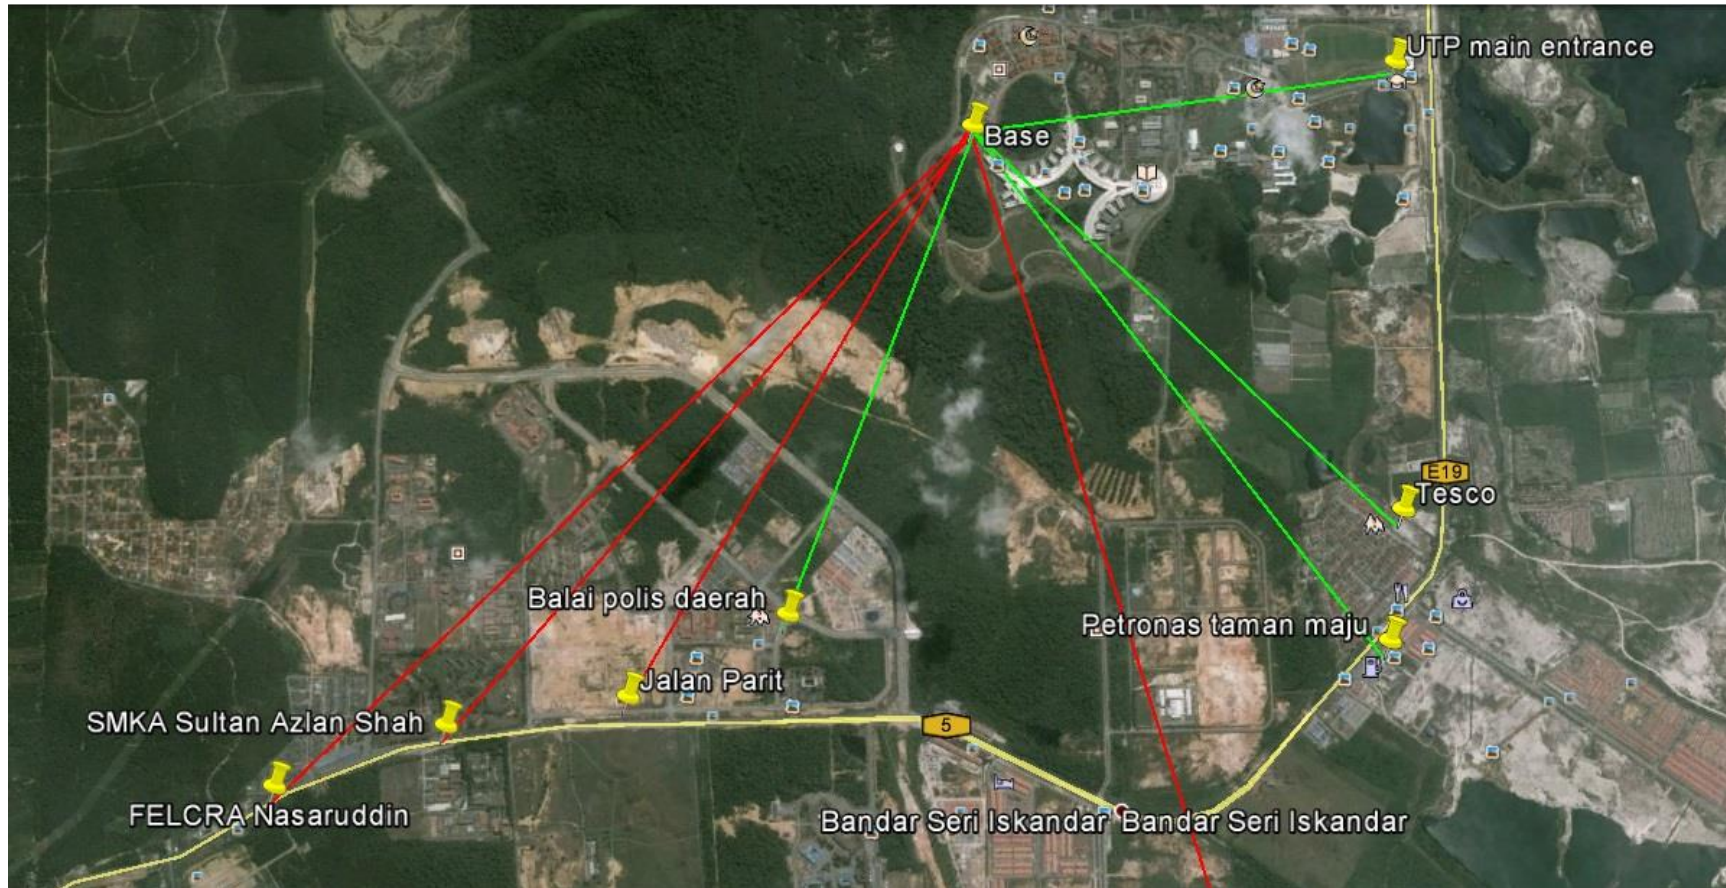 UTP main entrance
Base
E19
Tesco
Balai polis daerah
Petronas taman maju
Jalan Parit
SMKA Sultan Azlan Shah
5
FELCRA Nasaruddin
Bandar Seri Iskandar Bandar Seri Iskandar